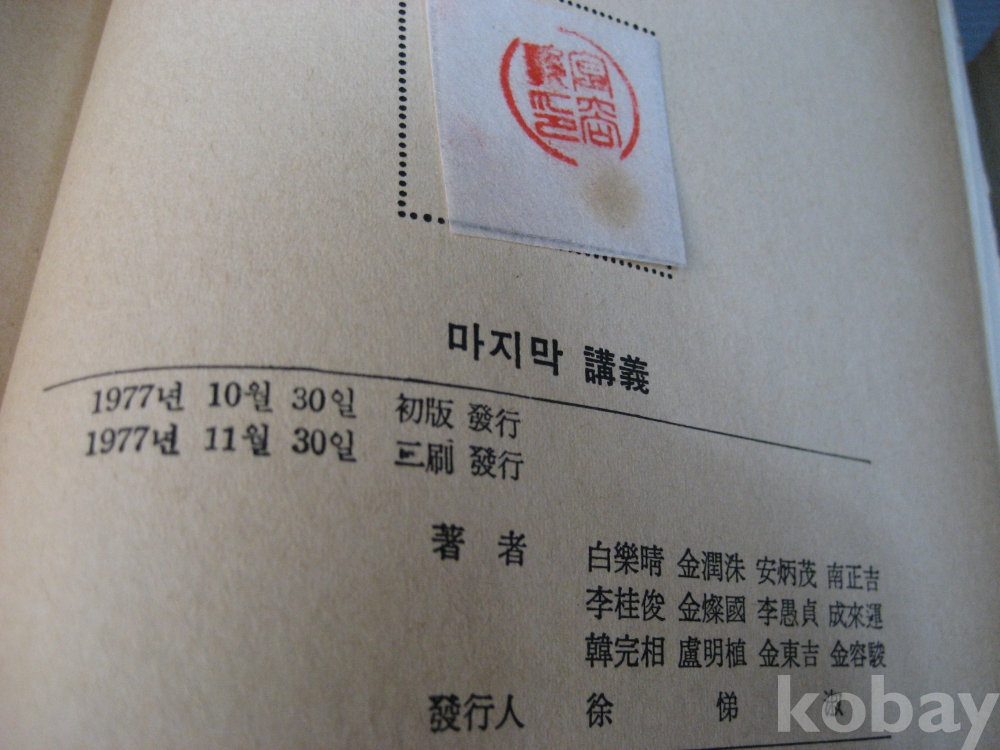 마지막 講義
1977년 10월 30일 初版 發行
1977년 11월 30일 三刷 發行
著者 白樂晴 金潤洙 安炳茂 南正吉
李桂俊 金燦國 李愚貞 成來運
韓完相 盧明植 金東吉 金容駿
發行人 徐悌淑
kobay